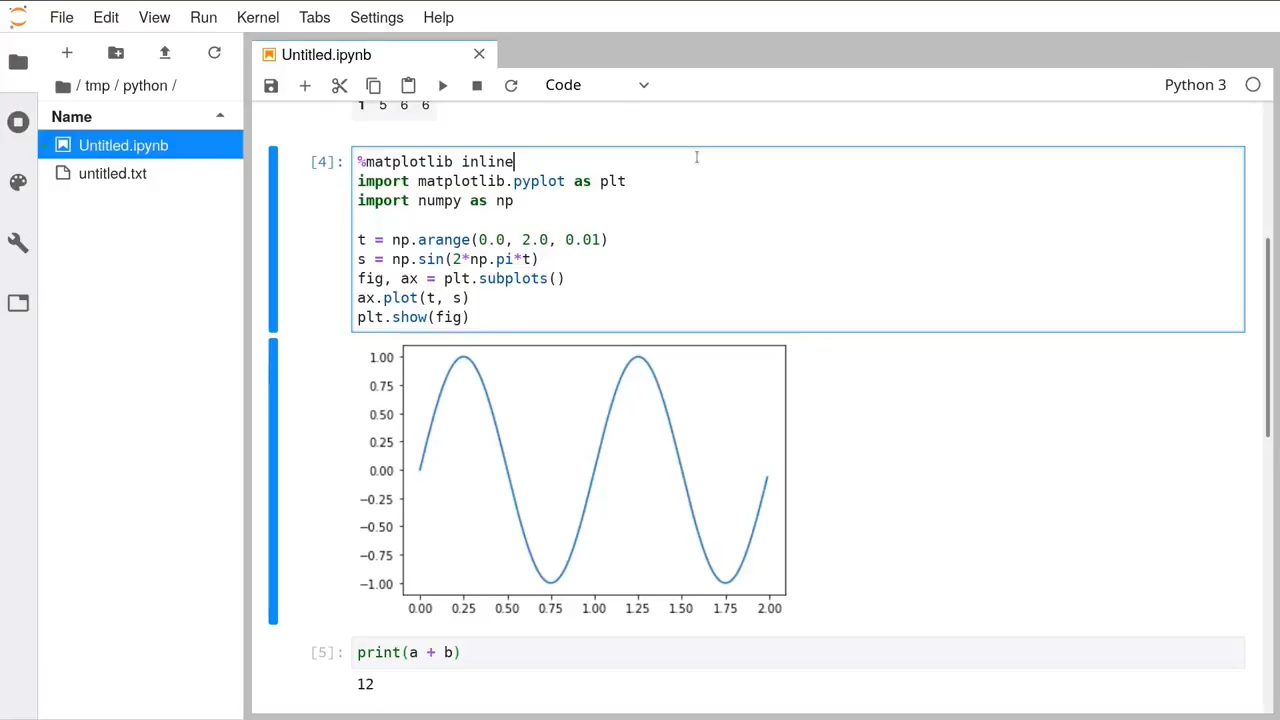 File Edit View Run Kernel Tabs Settings Help
/ tmp / python /
Name
Untitled.ipynb
untitled.txt
Untitled.ipynb
Code
Python 3
1 5 6 6
[4]:
%matplotlib inline
import matplotlib.pyplot as plt
import numpy as np
t = np.arange(0.0, 2.0, 0.01)
s = np.sin(2*np.pi*t)
fig, ax = plt.subplots()
ax.plot(t, s)
plt.show(fig)
1.00
0.75
0.50
0.25
0.00
−0.25
−0.50
−0.75
−1.00
0.00 0.25 0.50 0.75 1.00 1.25 1.50 1.75 2.00
[5]:
print(a + b)
12